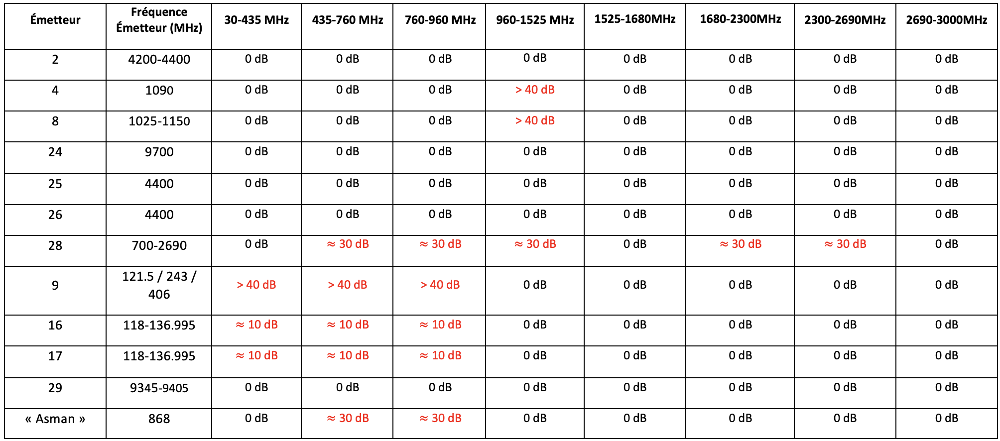 Émetteur | Fréquence Émetteur (MHz) | 30-435 MHz | 435-760 MHz | 760-960 MHz | 960-1525 MHz | 1525-1680MHz | 1680-2300MHz | 2300-2690MHz | 2690-3000MHz
2 | 4200-4400 | 0 dB | 0 dB | 0 dB | 0 dB | 0 dB | 0 dB | 0 dB | 0 dB
4 | 1090 | 0 dB | 0 dB | 0 dB | > 40 dB | 0 dB | 0 dB | 0 dB | 0 dB
8 | 1025-1150 | 0 dB | 0 dB | 0 dB | > 40 dB | 0 dB | 0 dB | 0 dB | 0 dB
24 | 9700 | 0 dB | 0 dB | 0 dB | 0 dB | 0 dB | 0 dB | 0 dB | 0 dB
25 | 4400 | 0 dB | 0 dB | 0 dB | 0 dB | 0 dB | 0 dB | 0 dB | 0 dB
26 | 4400 | 0 dB | 0 dB | 0 dB | 0 dB | 0 dB | 0 dB | 0 dB | 0 dB
28 | 700-2690 | 0 dB | ≈ 30 dB | ≈ 30 dB | ≈ 30 dB | 0 dB | ≈ 30 dB | ≈ 30 dB | 0 dB
9 | 121.5 / 243 / 406 | > 40 dB | > 40 dB | > 40 dB | 0 dB | 0 dB | 0 dB | 0 dB | 0 dB
16 | 118-136.995 | ≈ 10 dB | ≈ 10 dB | ≈ 10 dB | 0 dB | 0 dB | 0 dB | 0 dB | 0 dB
17 | 118-136.995 | ≈ 10 dB | ≈ 10 dB | ≈ 10 dB | 0 dB | 0 dB | 0 dB | 0 dB | 0 dB
29 | 9345-9405 | 0 dB | 0 dB | 0 dB | 0 dB | 0 dB | 0 dB | 0 dB | 0 dB
« Asman » | 868 | 0 dB | ≈ 30 dB | ≈ 30 dB | 0 dB | 0 dB | 0 dB | 0 dB | 0 dB